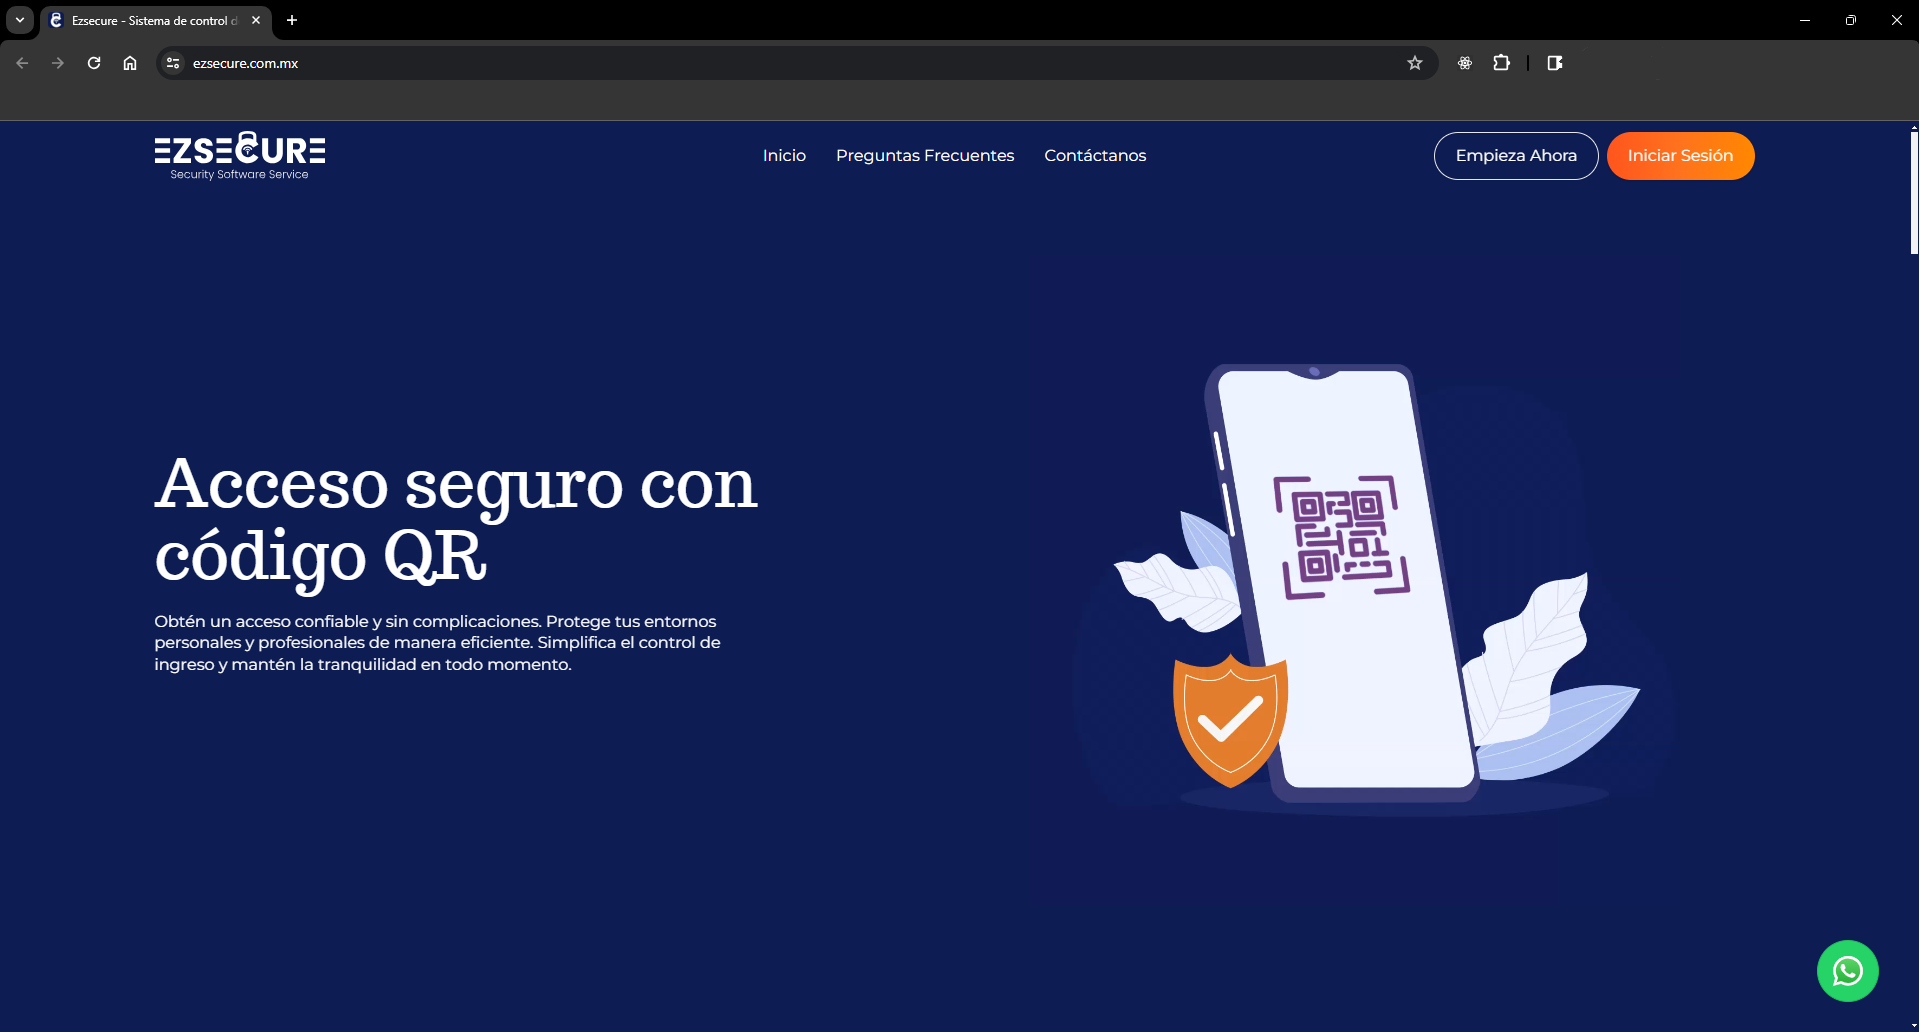 Ezsecure - Sistema de control d
ezsecure.com.mx
EZSECURE
Security Software Service
Inicio
Preguntas Frecuentes
Contáctanos
Empieza Ahora
Iniciar Sesión
Acceso seguro con
código QR
Obtén un acceso confiable y sin complicaciones. Protege tus entornos
personales y profesionales de manera eficiente. Simplifica el control de
ingreso y mantén la tranquilidad en todo momento.